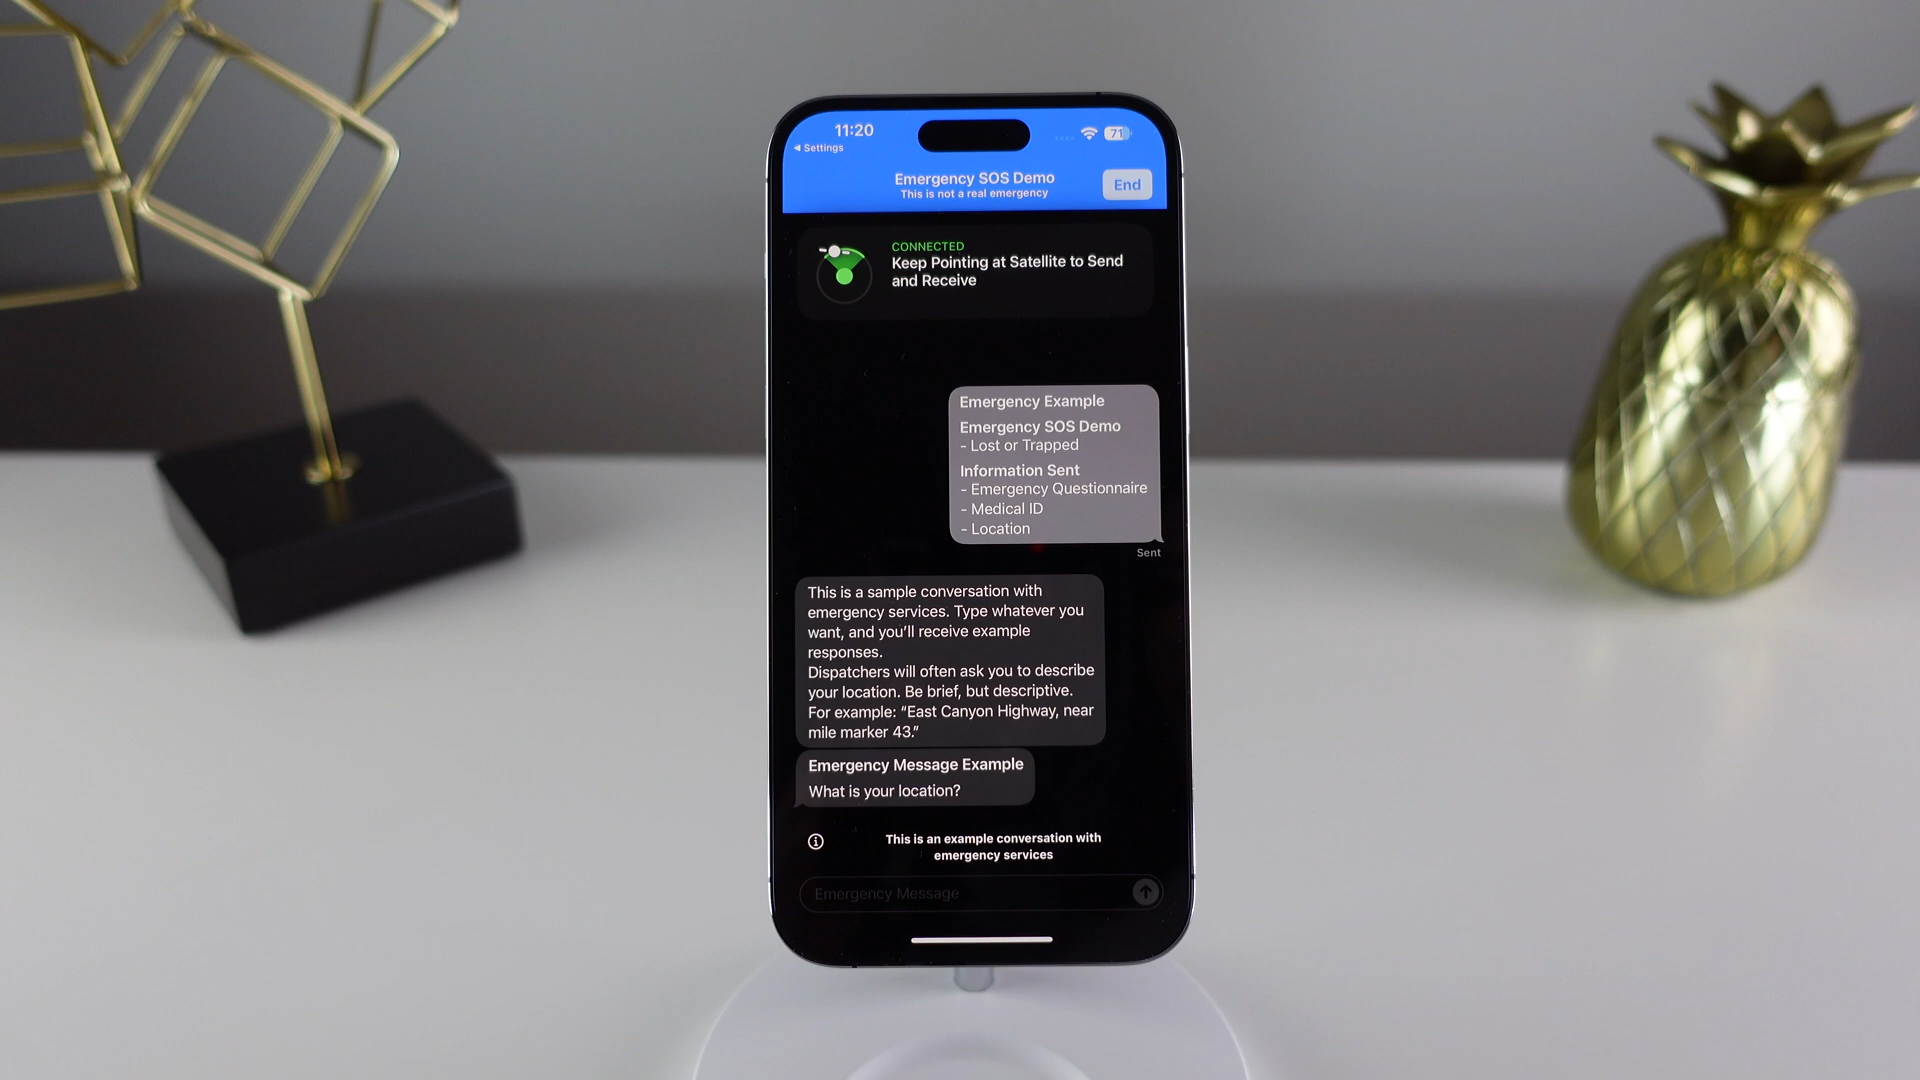 11:20
71
◀ Settings
Emergency SOS Demo
This is not a real emergency
End
CONNECTED
Keep Pointing at Satellite to Send
and Receive
Emergency Example
Emergency SOS Demo
- Lost or Trapped
Information Sent
- Emergency Questionnaire
- Medical ID
- Location
Sent
This is a sample conversation with
emergency services. Type whatever you
want, and you’ll receive example
responses.
Dispatchers will often ask you to describe
your location. Be brief, but descriptive.
For example: “East Canyon Highway, near
mile marker 43.”
Emergency Message Example
What is your location?
This is an example conversation with
emergency services
Emergency Message